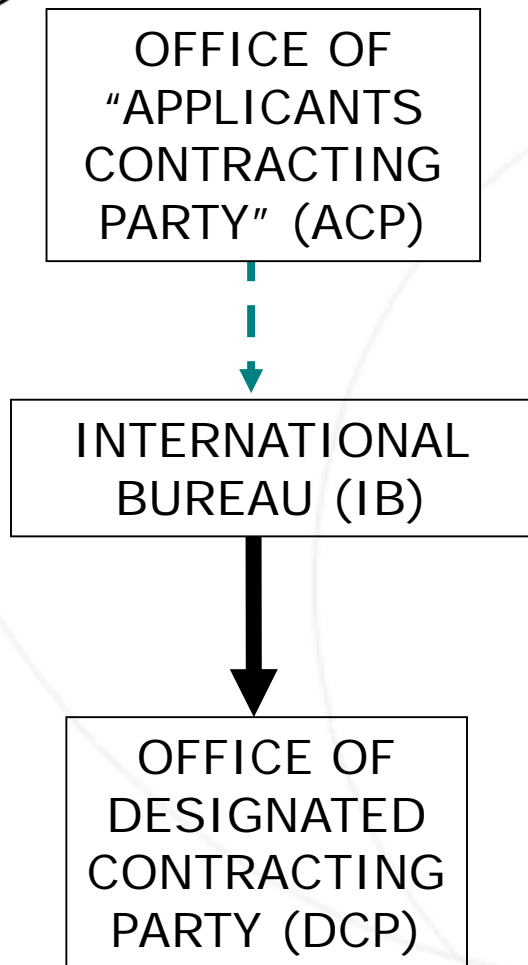 OFFICE OF
“APPLICANTS
CONTRACTING
PARTY” (ACP)
INTERNATIONAL
BUREAU (IB)
OFFICE OF
DESIGNATED
CONTRACTING
PARTY (DCP)